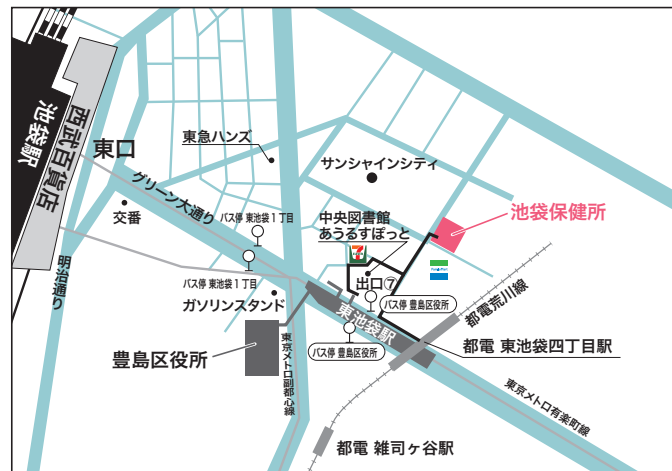 池袋駅
西武百貨店
東口
明治通り
交番
グリーン大通り
東急ハンズ
バス停 東池袋1丁目
バス停 東池袋1丁目
ガソリンスタンド
サンシャインシティ
中央図書館
あうるすぽっと
7
ELEVEN
出口⑦
FamilyMart
池袋保健所
バス停 豊島区役所
バス停 豊島区役所
東池袋駅
豊島区役所
東京メトロ副都心線
都電荒川線
都電 東池袋四丁目駅
東京メトロ有楽町線
都電 雑司ヶ谷駅